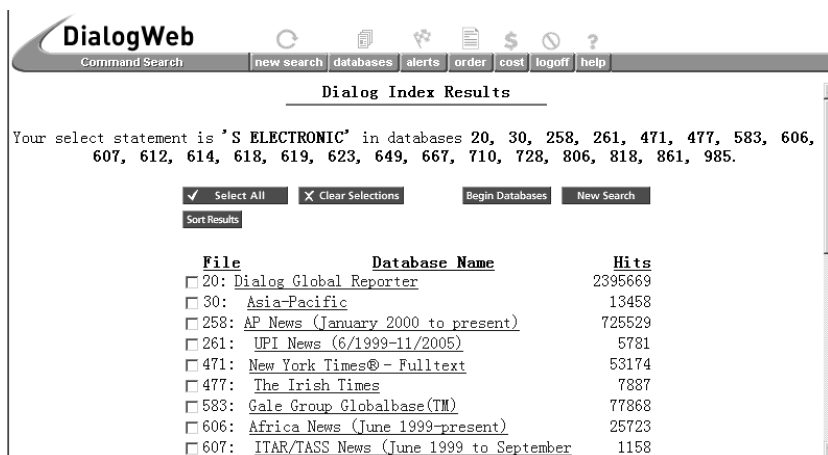 DialogWeb
Command Search
new search databases alerts order cost logoff help
Dialog Index Results
Your select statement is 'S ELECTRONIC' in databases 20, 30, 258, 261, 471, 477, 583, 606,
607, 612, 614, 618, 619, 623, 649, 667, 710, 728, 806, 818, 861, 985.
Select All Clear Selections Begin Databases New Search
Sort Results
File Database Name Hits
20: Dialog Global Reporter 2395669
30: Asia-Pacific 13458
258: AP News (January 2000 to present) 725529
261: UPI News (6/1999-11/2005) 5781
471: New York Times® - Fulltext 53174
477: The Irish Times 7887
583: Gale Group Globalbase(TM) 77868
606: Africa News (June 1999-present) 25723
607: ITAR/TASS News (June 1999 to September 1158